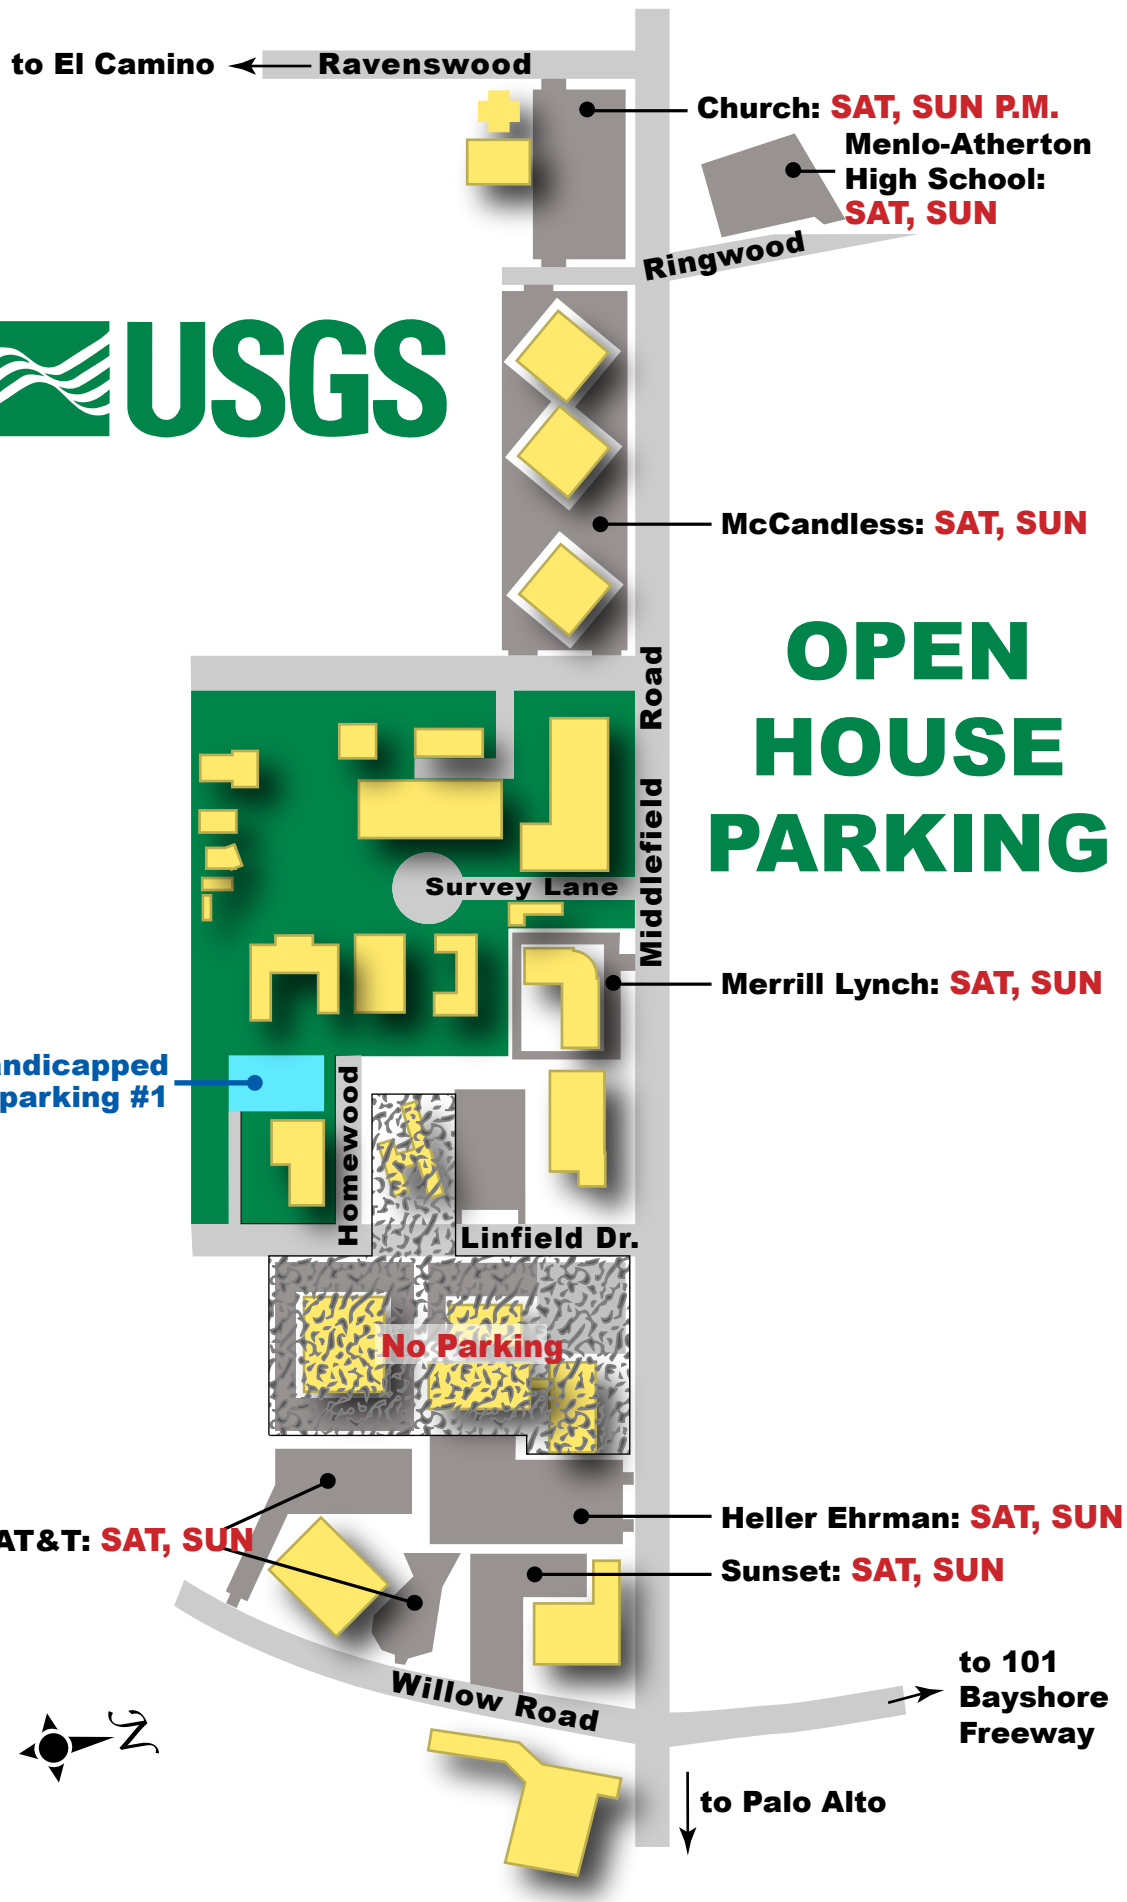 to El Camino
Ravenswood
Church: SAT, SUN P.M.
Menlo-Atherton
High School:
SAT, SUN
Ringwood
USGS
McCandless: SAT, SUN
OPEN
HOUSE
PARKING
Middlefield Road
Survey Lane
Merrill Lynch: SAT, SUN
andicapped
parking #1
Homewood
Linfield Dr.
No Parking
Heller Ehrman: SAT, SUN
AT&T: SAT, SUN
Sunset: SAT, SUN
Willow Road
to 101
Bayshore
Freeway
N
to Palo Alto